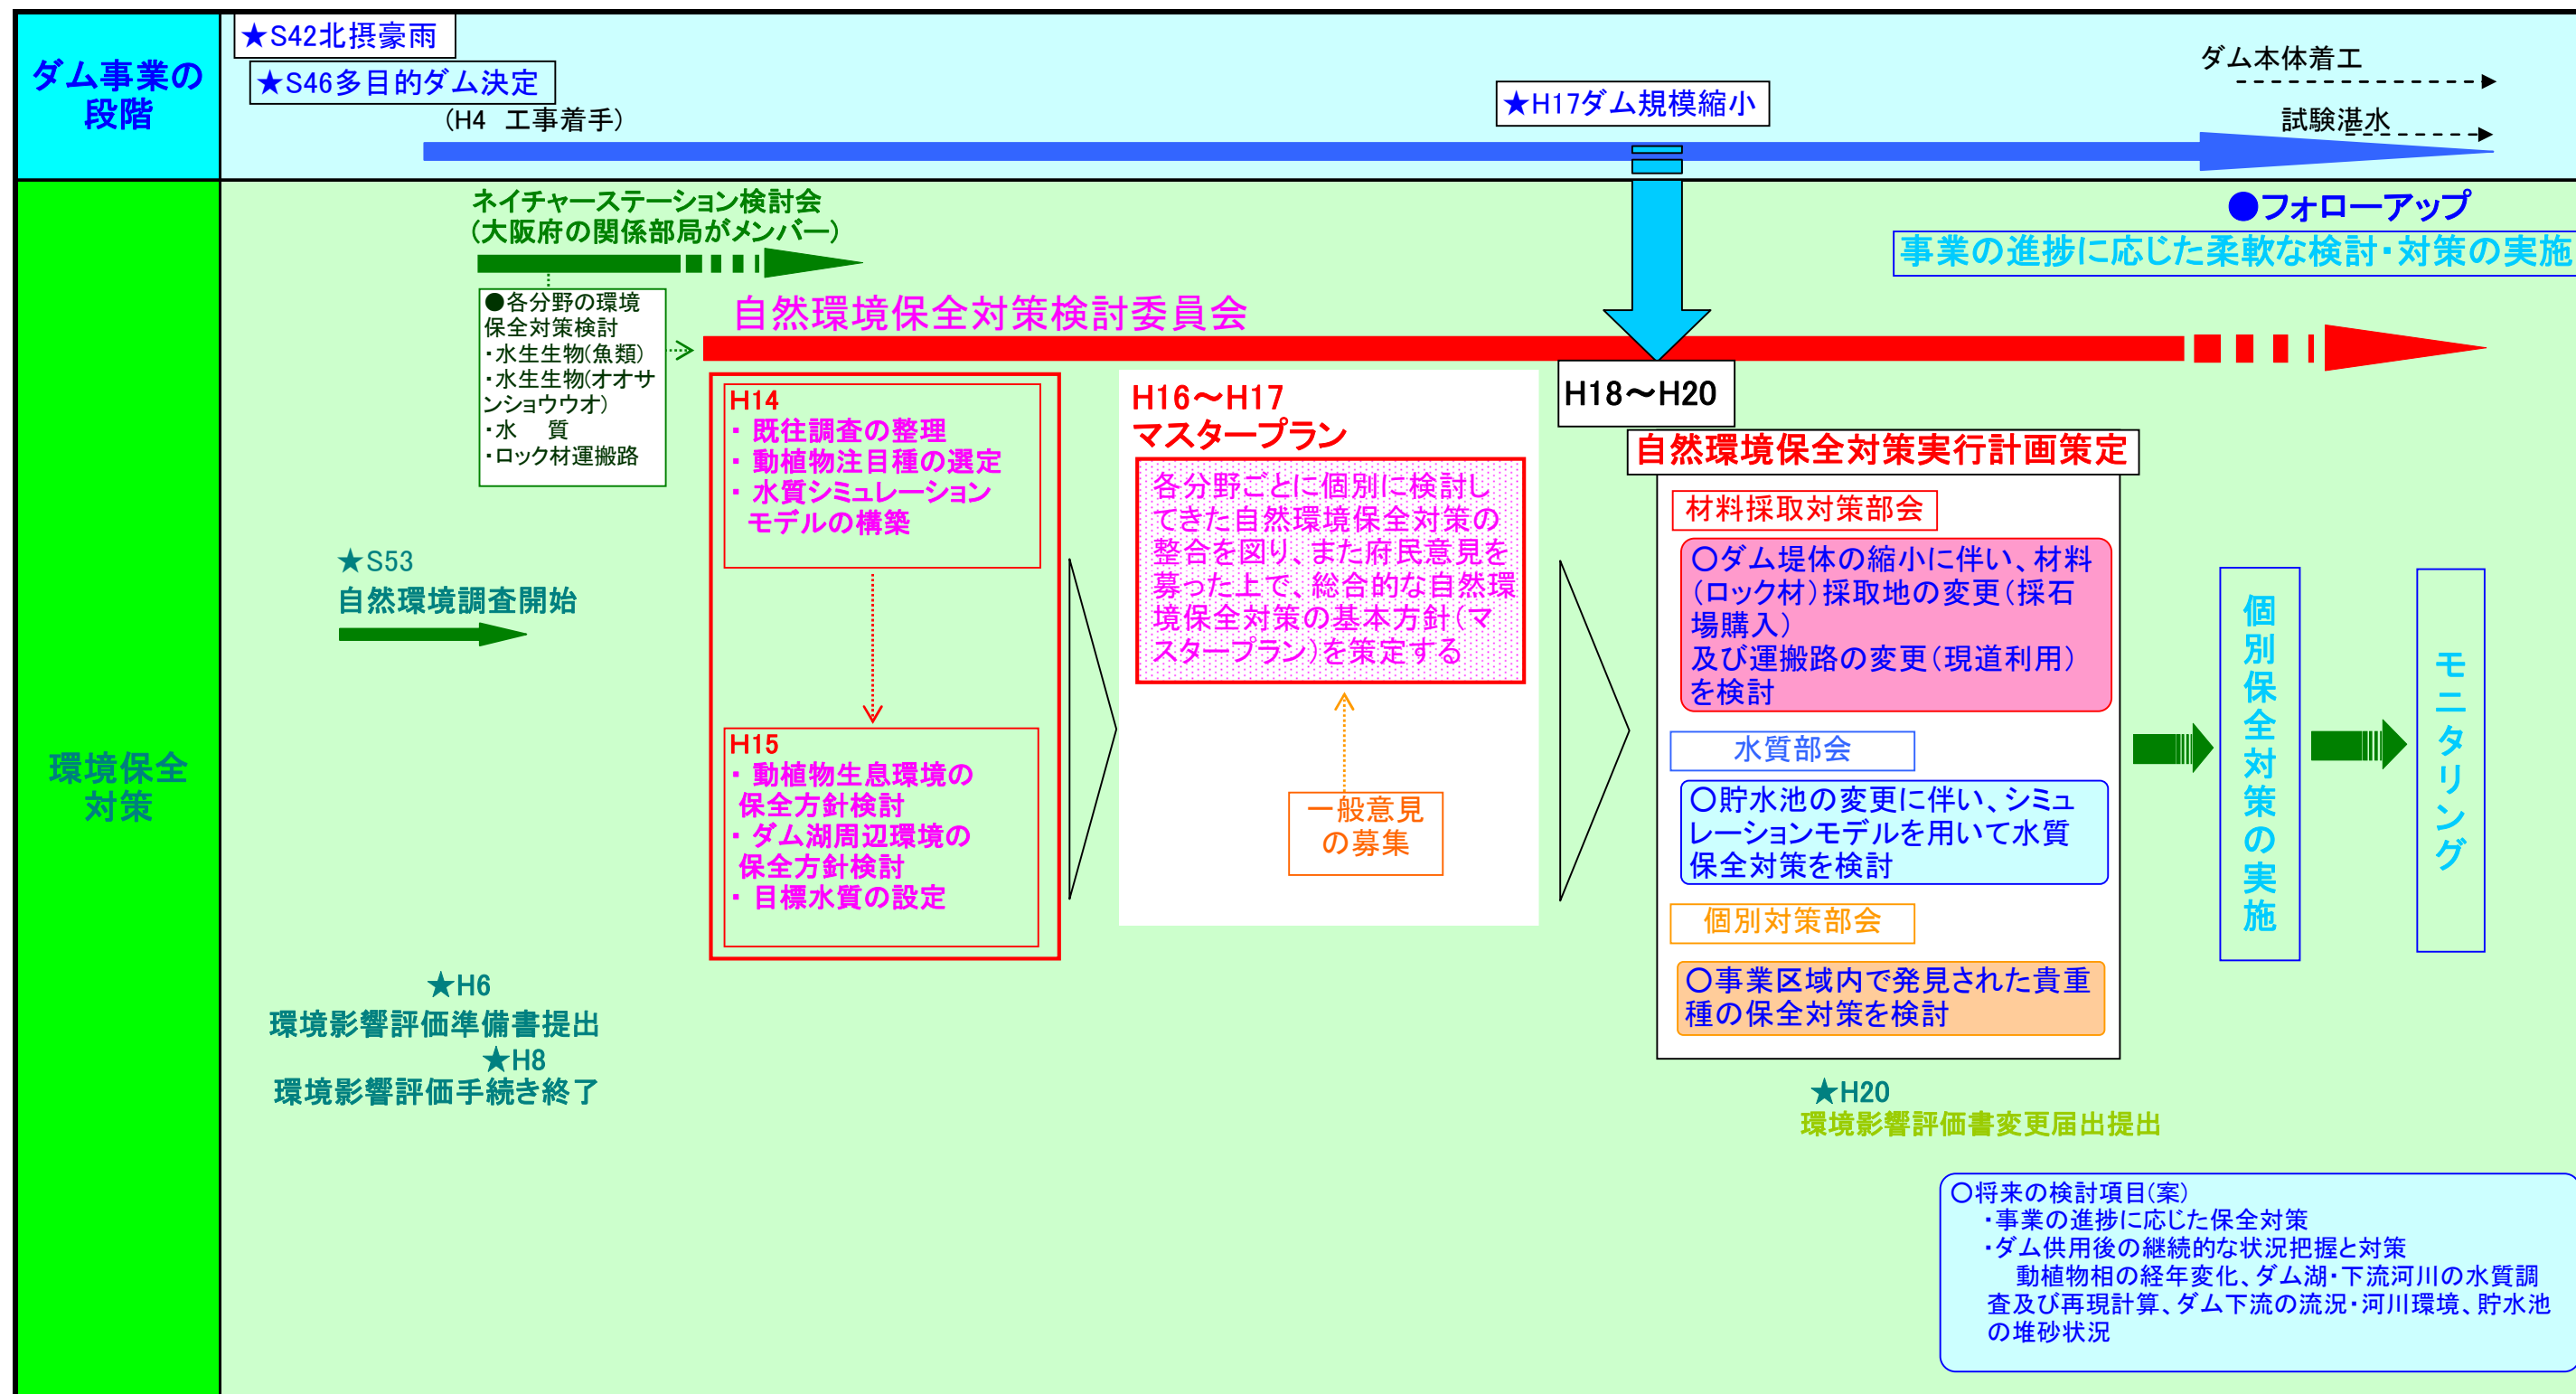 ダム事業の
段階
★S42北摂豪雨
★S46多目的ダム決定
(H4　工事着手)
★H17ダム規模縮小
ダム本体着工
試験湛水
環境保全
対策
ネイチャーステーション検討会
(大阪府の関係部局がメンバー)
●各分野の環境
保全対策検討
・水生生物(魚類)
・水生生物(オオサ
ンショウウオ)
・水　質
・ロック材運搬路
●フォローアップ
事業の進捗に応じた柔軟な検討・対策の実施
自然環境保全対策検討委員会
★S53
自然環境調査開始
★H6
環境影響評価準備書提出
★H8
環境影響評価手続き終了
H14
・ 既往調査の整理
・ 動植物注目種の選定
・ 水質シミュレーション
モデルの構築
H15
・ 動植物生息環境の
保全方針検討
・ ダム湖周辺環境の
保全方針検討
・ 目標水質の設定
H16～H17
マスタープラン
各分野ごとに個別に検討し
てきた自然環境保全対策の
整合を図り、また府民意見を
募った上で、総合的な自然環
境保全対策の基本方針(マ
スタープラン)を策定する
一般意見
の募集
H18～H20
自然環境保全対策実行計画策定
材料採取対策部会
○ダム堤体の縮小に伴い、材料
(ロック材)採取地の変更(採石
場購入)
及び運搬路の変更(現道利用)
を検討
水質部会
○貯水池の変更に伴い、シミュ
レーションモデルを用いて水質
保全対策を検討
個別対策部会
○事業区域内で発見された貴重
種の保全対策を検討
★H20
環境影響評価書変更届出提出
個別保全対策の実施
モニタリング
○将来の検討項目(案)
・事業の進捗に応じた保全対策
・ダム供用後の継続的な状況把握と対策
動植物相の経年変化、ダム湖・下流河川の水質調
査及び再現計算、ダム下流の流況・河川環境、貯水池
の堆砂状況